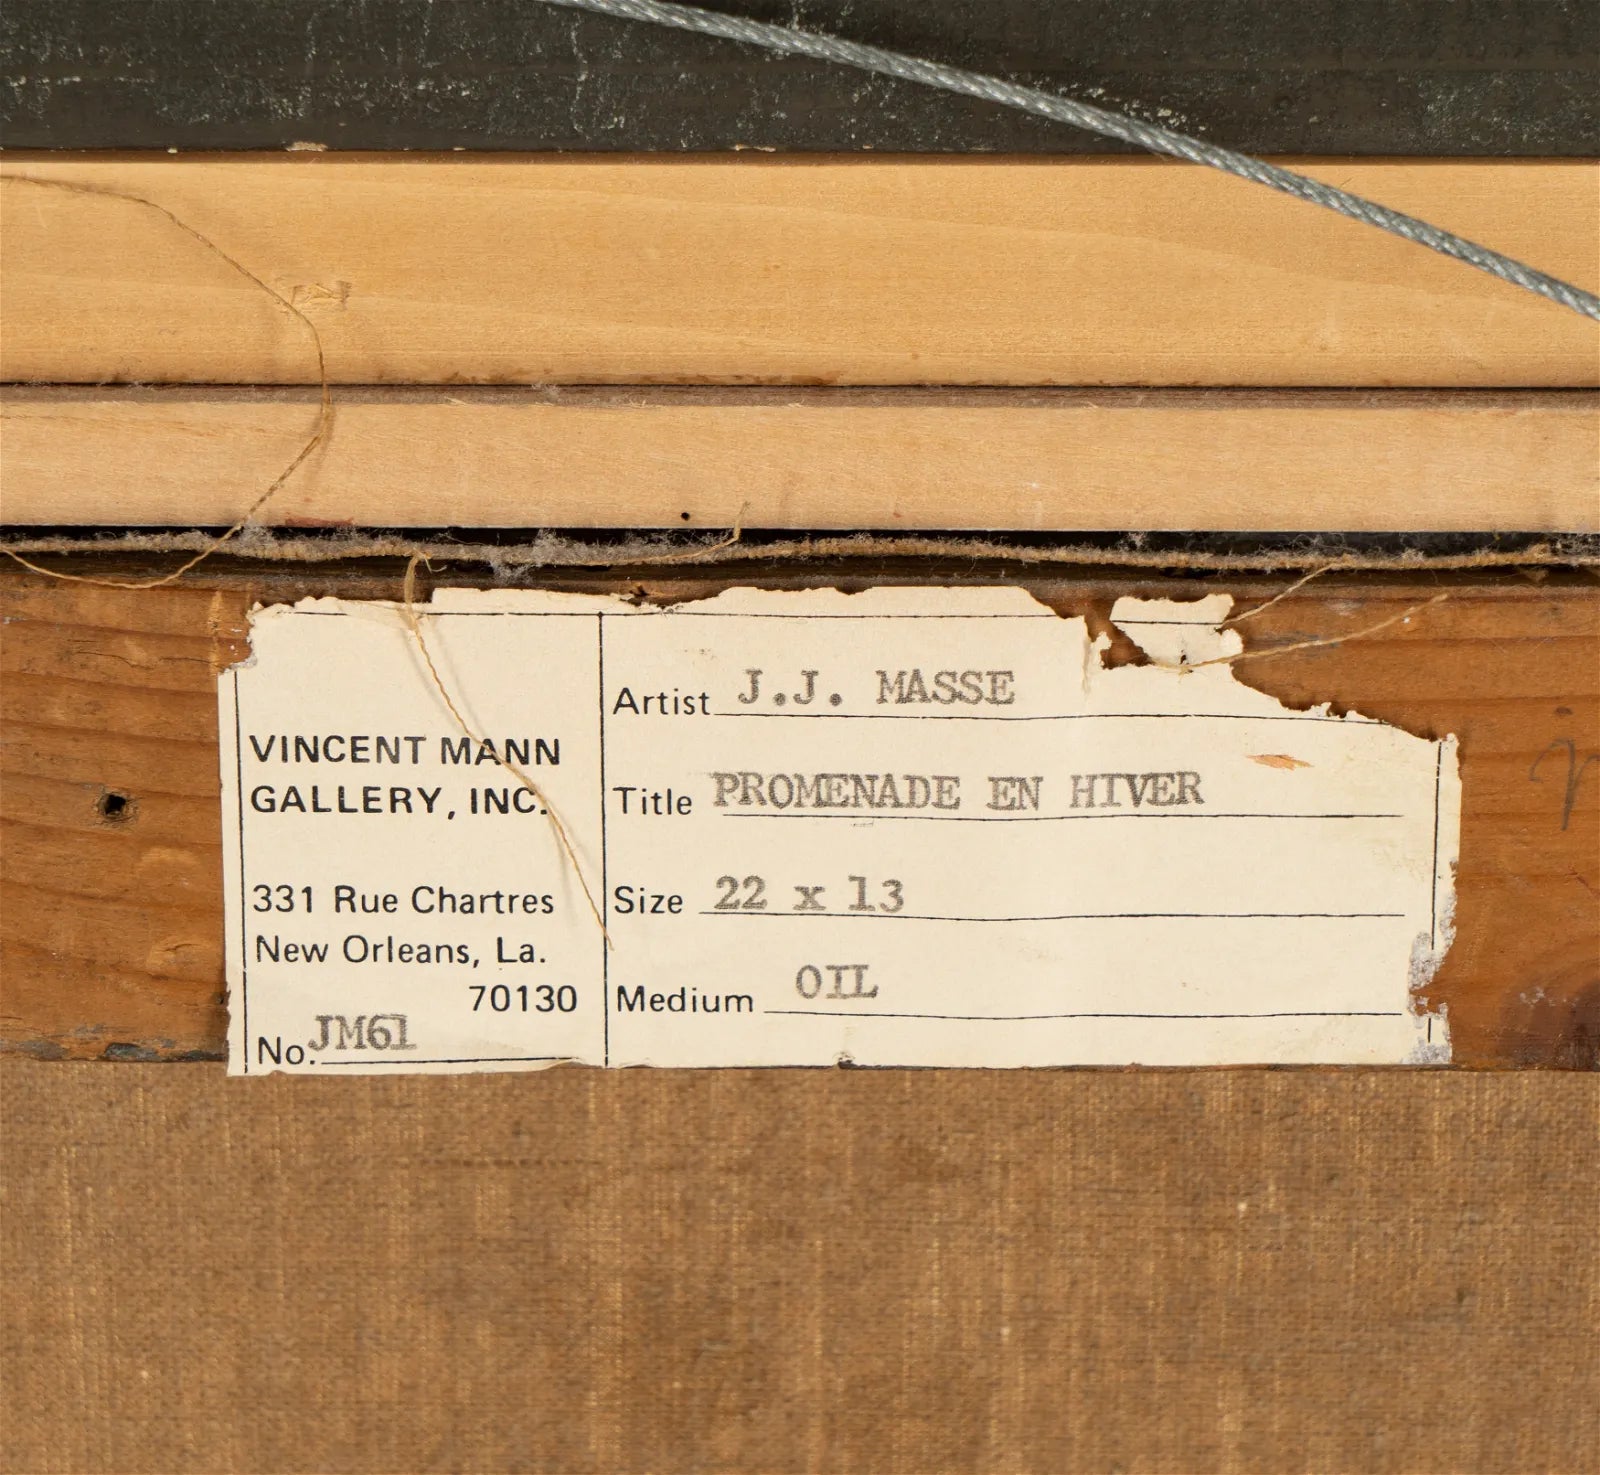 VINCENT MANN
GALLERY, INC.
331 Rue Chartres
New Orleans, La.
70130
No. JM61
Artist J.J. MASSE
Title PROMENADE EN HIVER
Size 22 x 13
Medium OIL